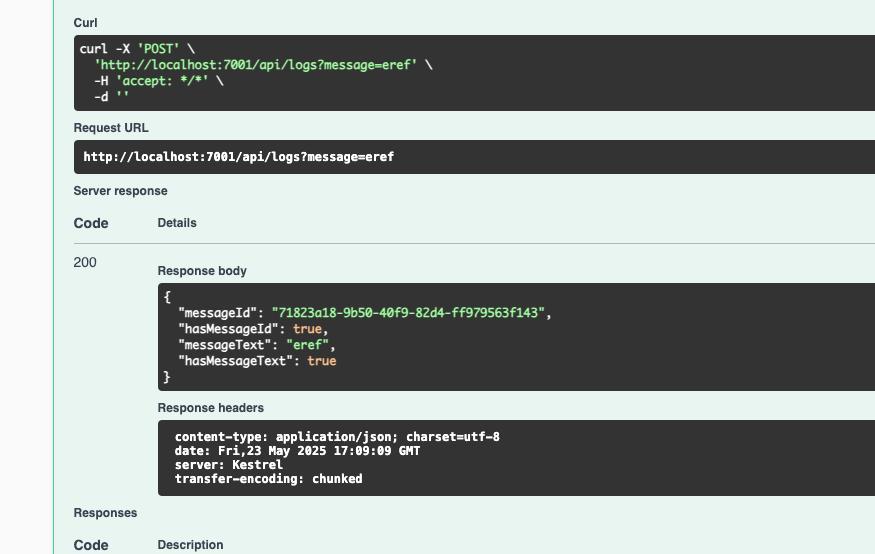 Curl
curl -X 'POST' \
'http://localhost:7001/api/logs?message=eref' \
-H 'accept: */*' \
-d ''
Request URL
http://localhost:7001/api/logs?message=eref
Server response
Code Details
200
Response body
{
"messageId": "71823a18-9b50-40f9-82d4-ff979563f143",
"hasMessageId": true,
"messageText": "eref",
"hasMessageText": true
}
Response headers
content-type: application/json; charset=utf-8
date: Fri,23 May 2025 17:09:09 GMT
server: Kestrel
transfer-encoding: chunked
Responses
Code Description